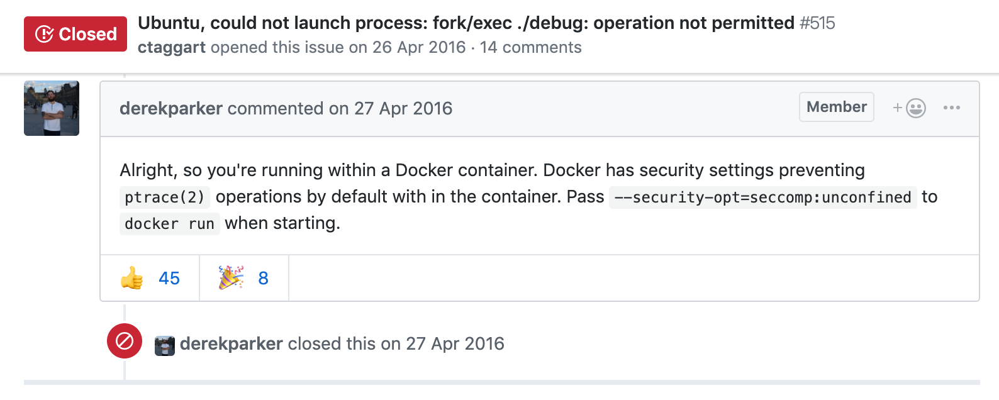 Closed
Ubuntu, could not launch process: fork/exec ./debug: operation not permitted #515
ctaggart opened this issue on 26 Apr 2016 · 14 comments
derekparker commented on 27 Apr 2016
Member
Alright, so you're running within a Docker container. Docker has security settings preventing
ptrace(2) operations by default with in the container. Pass --security-opt=seccomp:unconfined to
docker run when starting.
45
8
derekparker closed this on 27 Apr 2016